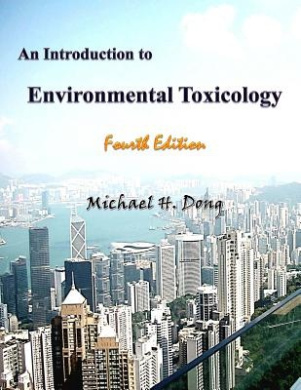 An Introduction to
Environmental Toxicology
Fourth Edition
Michael H. Dong